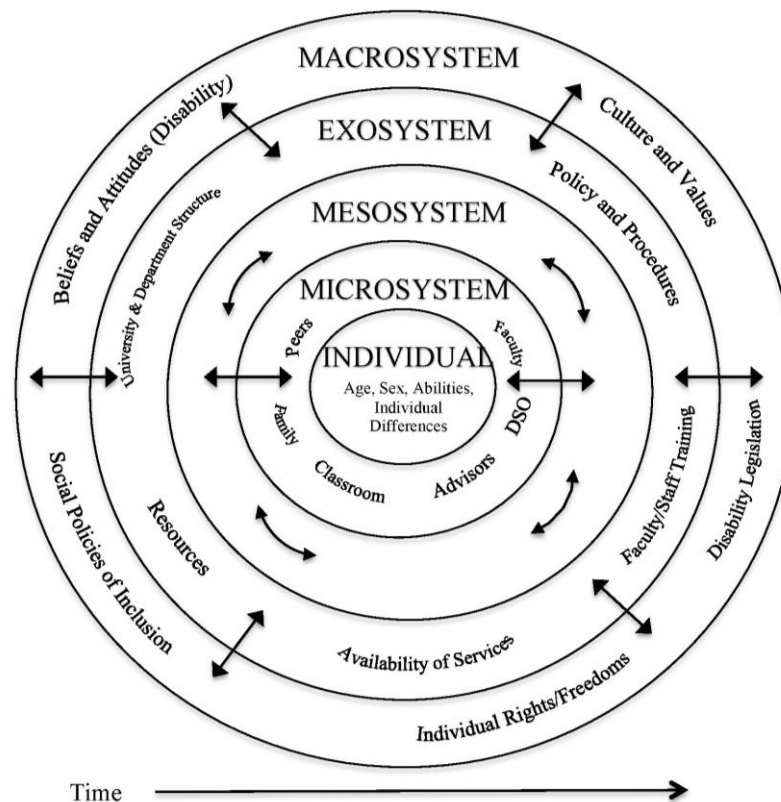 MACROSYSTEM
Beliefs and Attitudes (Disability)
Culture and Values
EXOSYSTEM
University & Department Structure
Policy and Procedures
MESOSYSTEM
MICROSYSTEM
Peers
Faculty
INDIVIDUAL
Age, Sex, Abilities,
Individual
Differences
Family
DSO
Classroom
Advisors
Resources
Faculty/Staff Training
Availability of Services
Social Policies of Inclusion
Disability Legislation
Individual Rights/Freedoms
Time